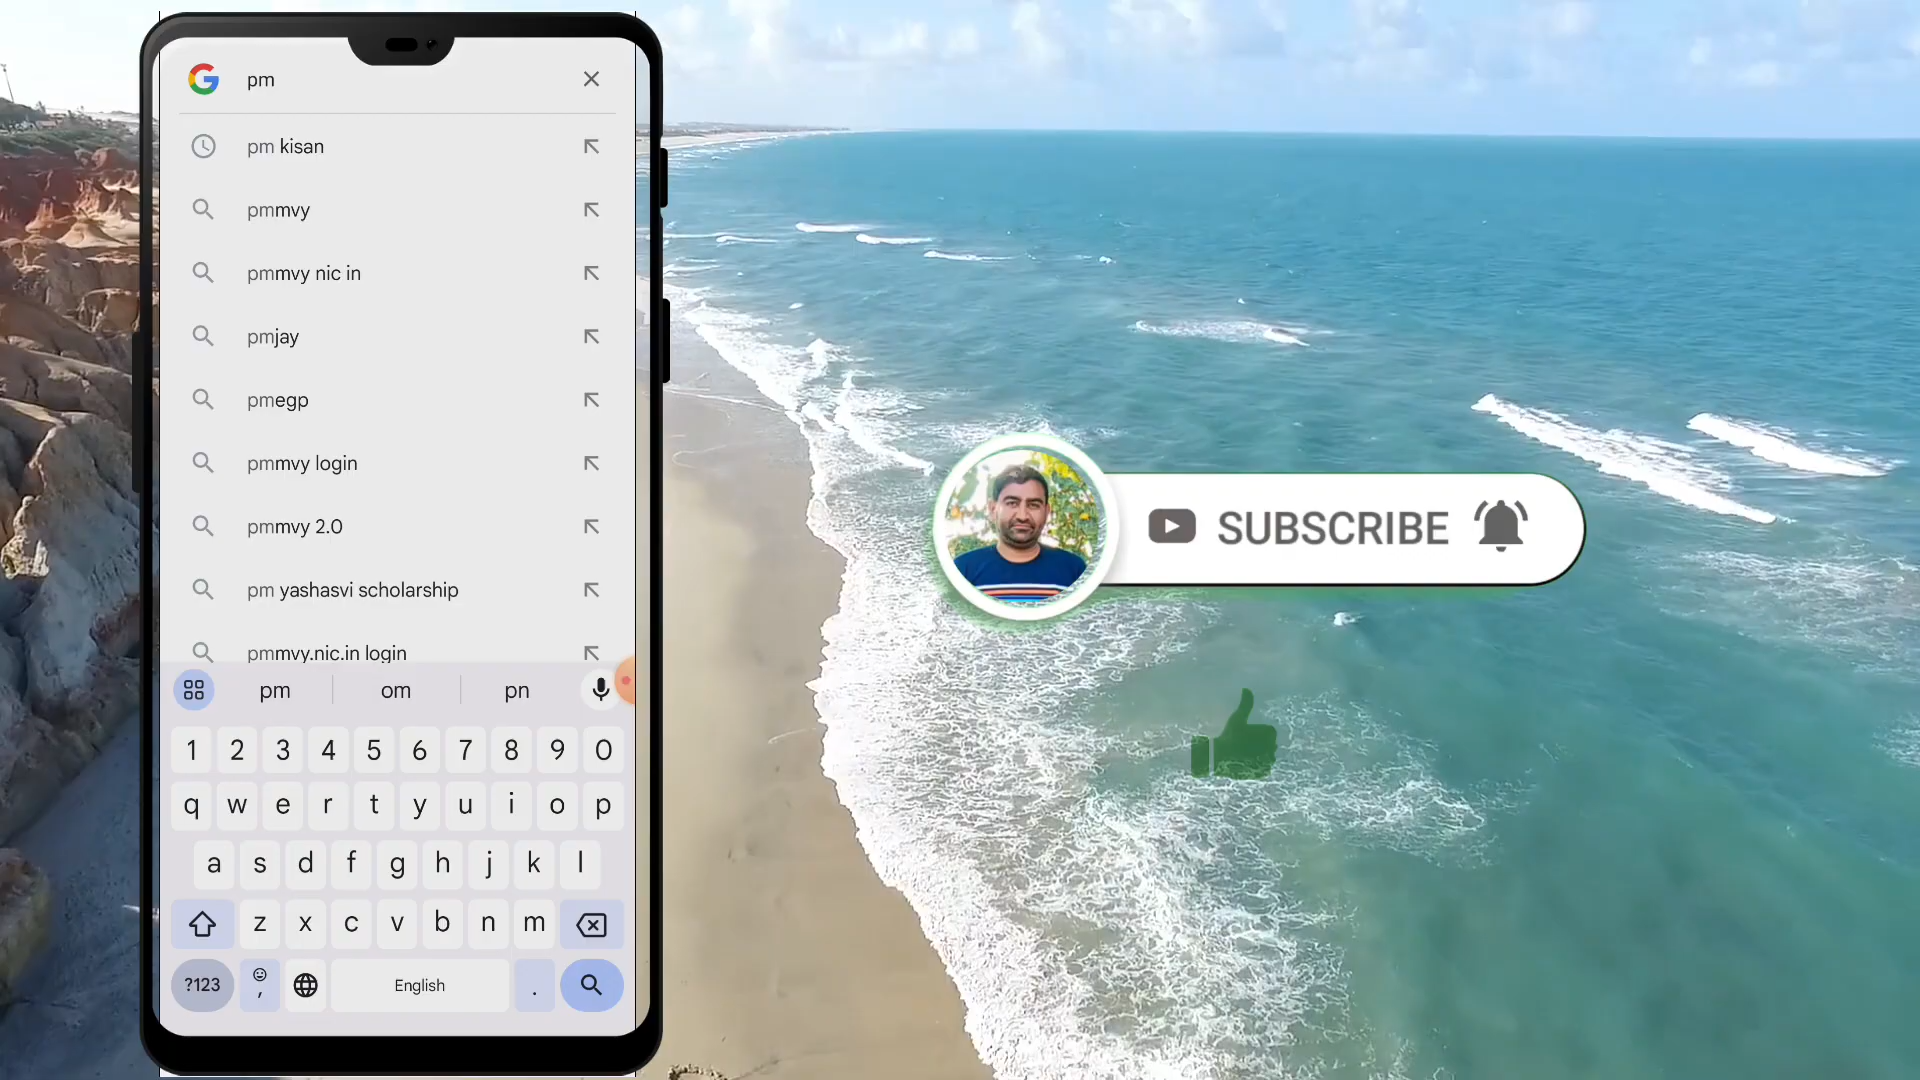 pm
pm kisan
pmmvy
pmmvy nic in
pmjay
pmegp
pmmvy login
pmmvy 2.0
pm yashasvi scholarship
pmmvy.nic.in login
pm om pn
1 2 3 4 5 6 7 8 9 0
q w e r t y u i o p
a s d f g h j k l
z x c v b n m
?123 , English .
SUBSCRIBE